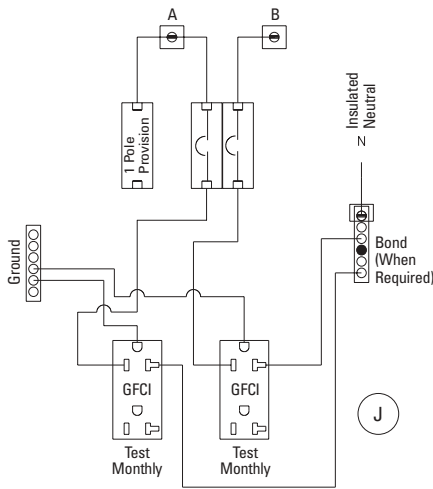 A
B
1 Pole
Provision
Insulated
Neutral
N
Ground
Bond
(When
Required)
GFCI
GFCI
J
Test
Monthly
Test
Monthly